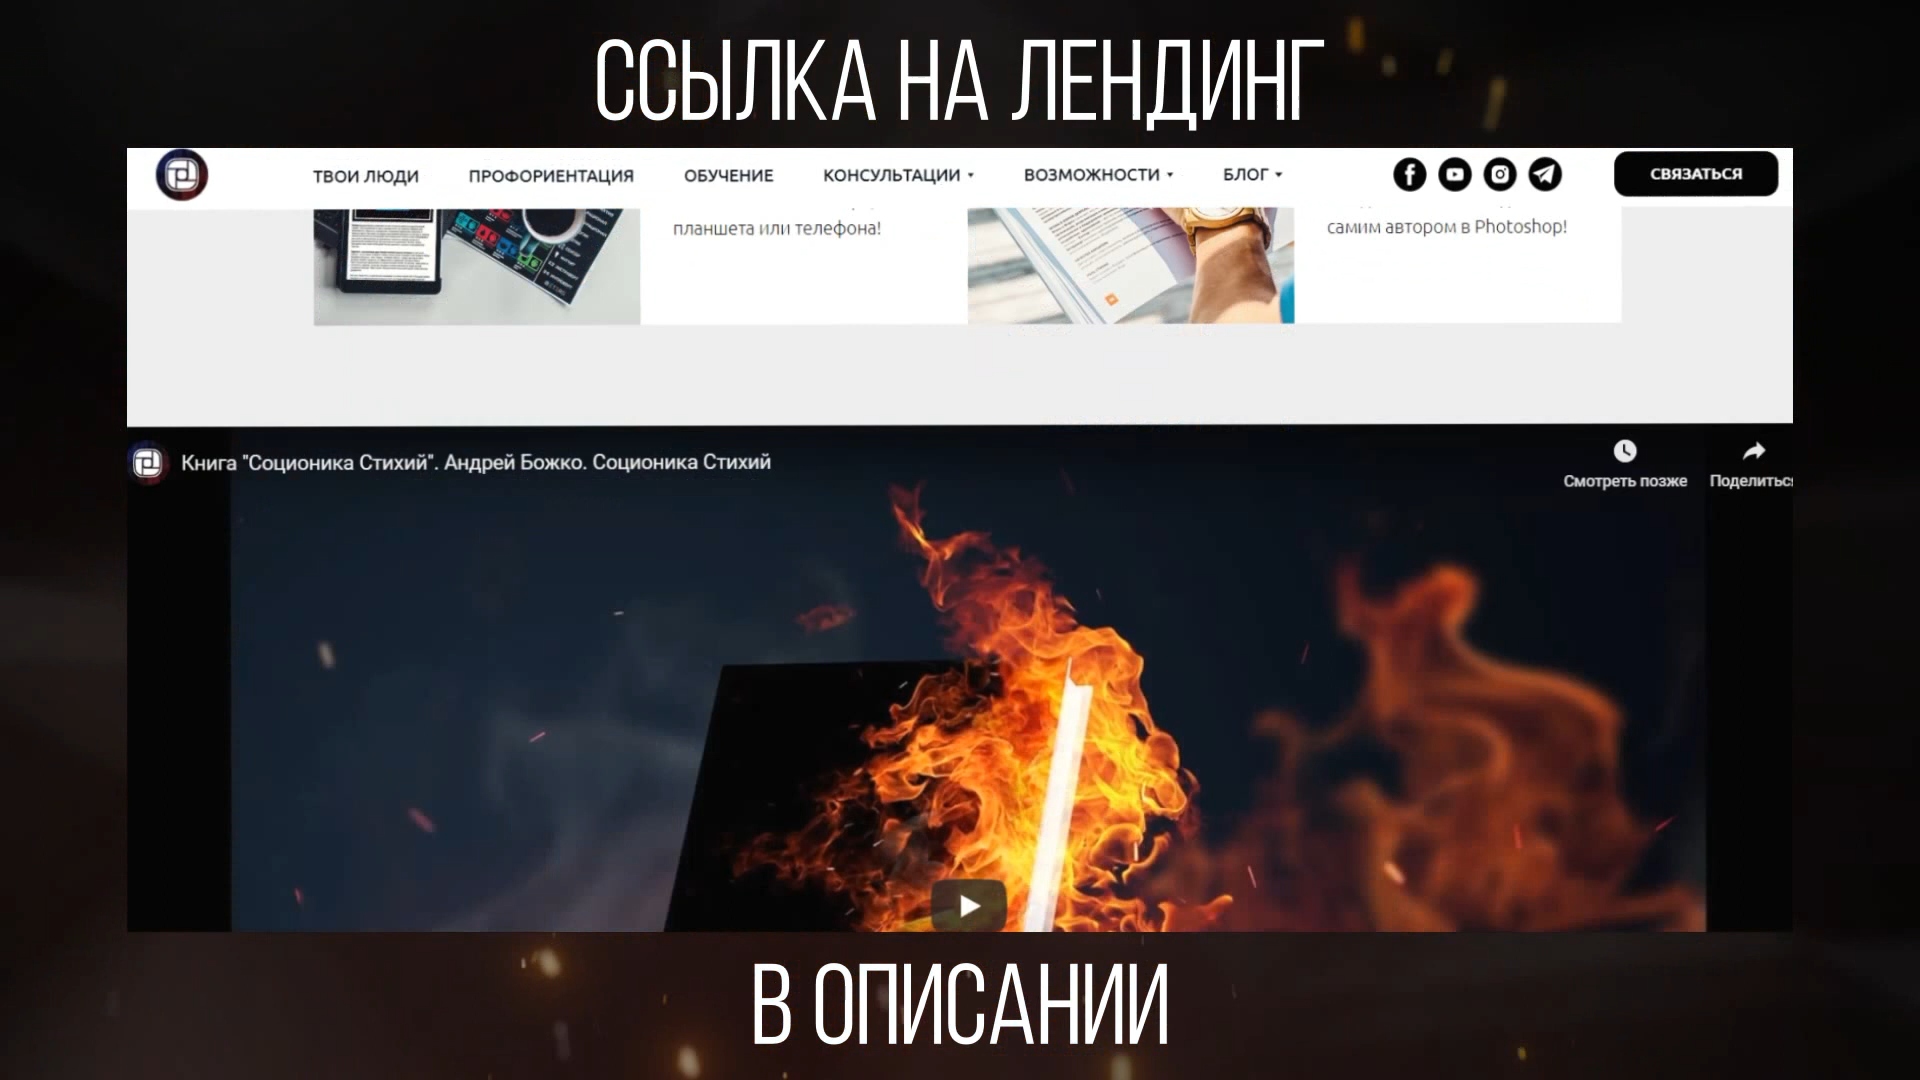 ССЫЛКА НА ЛЕНДИНГ
ТВОИ ЛЮДИ ПРОФОРИЕНТАЦИЯ ОБУЧЕНИЕ КОНСУЛЬТАЦИИ ВОЗМОЖНОСТИ БЛОГ СВЯЗАТЬСЯ
планшета или телефона!
самим автором в Photoshop!
Книга "Соционика Стихий". Андрей Божко. Соционика Стихий
Смотреть позже
Поделиться
В ОПИСАНИИ